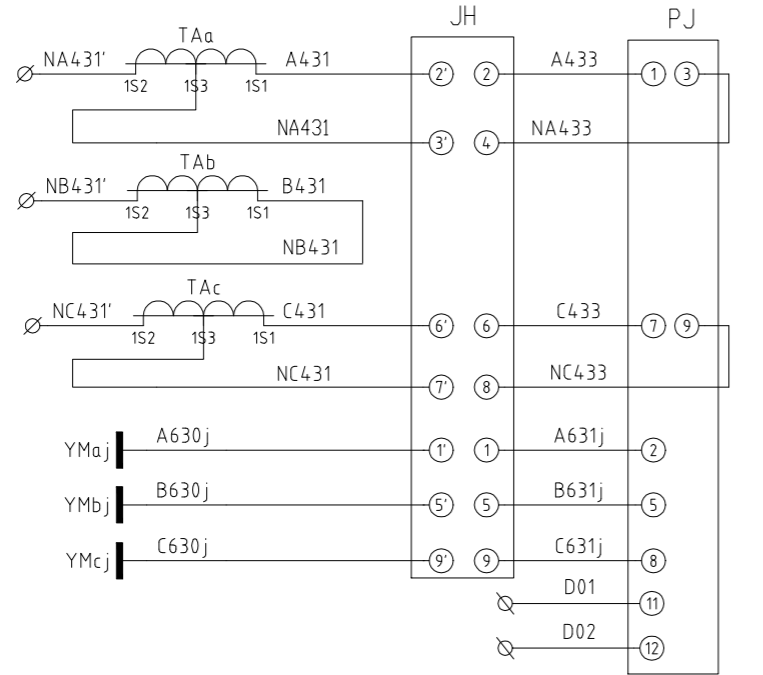 JH PJ
TAa
NA431' A431 2' 2 A433 1 3
1S2 1S3 1S1
NA431 3' 4 NA433
TAb
NB431' B431
1S2 1S3 1S1
NB431
TAc
NC431' C431 6' 6 C433 7 9
1S2 1S3 1S1
NC431 7' 8 NC433
YMaj A630j 1' 1 A631j 2
YMbj B630j 5' 5 B631j 5
YMcj C630j 9' 9 C631j 8
D01 11
D02 12